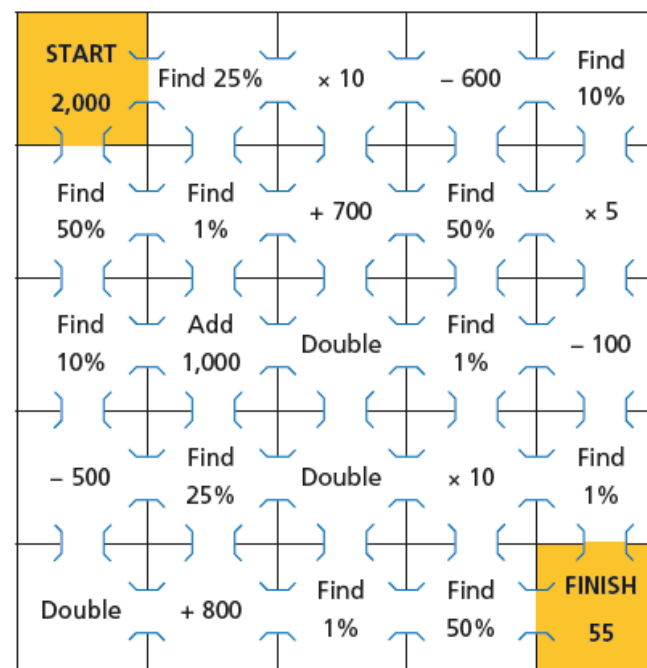 START
2,000
Find 25%
× 10
– 600
Find
10%
Find
50%
Find
1%
+ 700
Find
50%
× 5
Find
10%
Add
1,000
Double
Find
1%
– 100
– 500
Find
25%
Double
× 10
Find
1%
Double
+ 800
Find
1%
Find
50%
FINISH
55